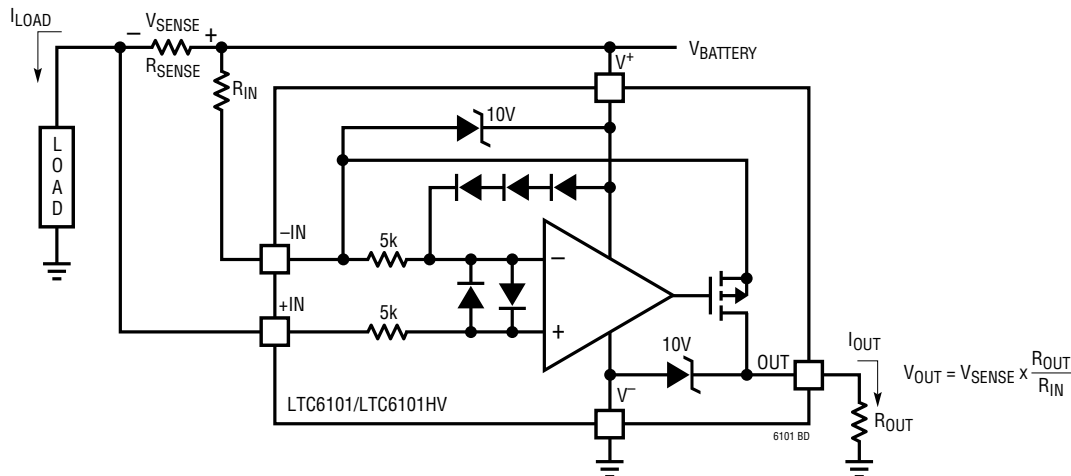 ILOAD
– VSENSE +
RSENSE
RIN
VBATTERY
V+
10V
LOAD
–IN
5k
–
+IN
5k
+
10V
OUT
IOUT
VOUT = VSENSE x ROUT/RIN
V–
LTC6101/LTC6101HV
ROUT
6101 BD